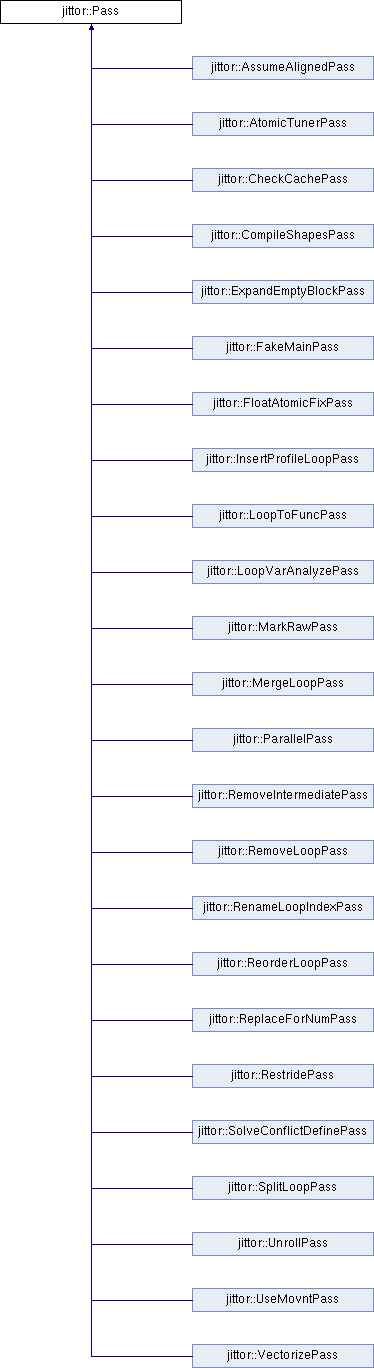 jittor::Pass
jittor::AssumeAlignedPass
jittor::AtomicTunerPass
jittor::CheckCachePass
jittor::CompileShapesPass
jittor::ExpandEmptyBlockPass
jittor::FakeMainPass
jittor::FloatAtomicFixPass
jittor::InsertProfileLoopPass
jittor::LoopToFuncPass
jittor::LoopVarAnalyzePass
jittor::MarkRawPass
jittor::MergeLoopPass
jittor::ParallelPass
jittor::RemoveIntermediatePass
jittor::RemoveLoopPass
jittor::RenameLoopIndexPass
jittor::ReorderLoopPass
jittor::ReplaceForNumPass
jittor::RestridePass
jittor::SolveConflictDefinePass
jittor::SplitLoopPass
jittor::UnrollPass
jittor::UseMovntPass
jittor::VectorizePass